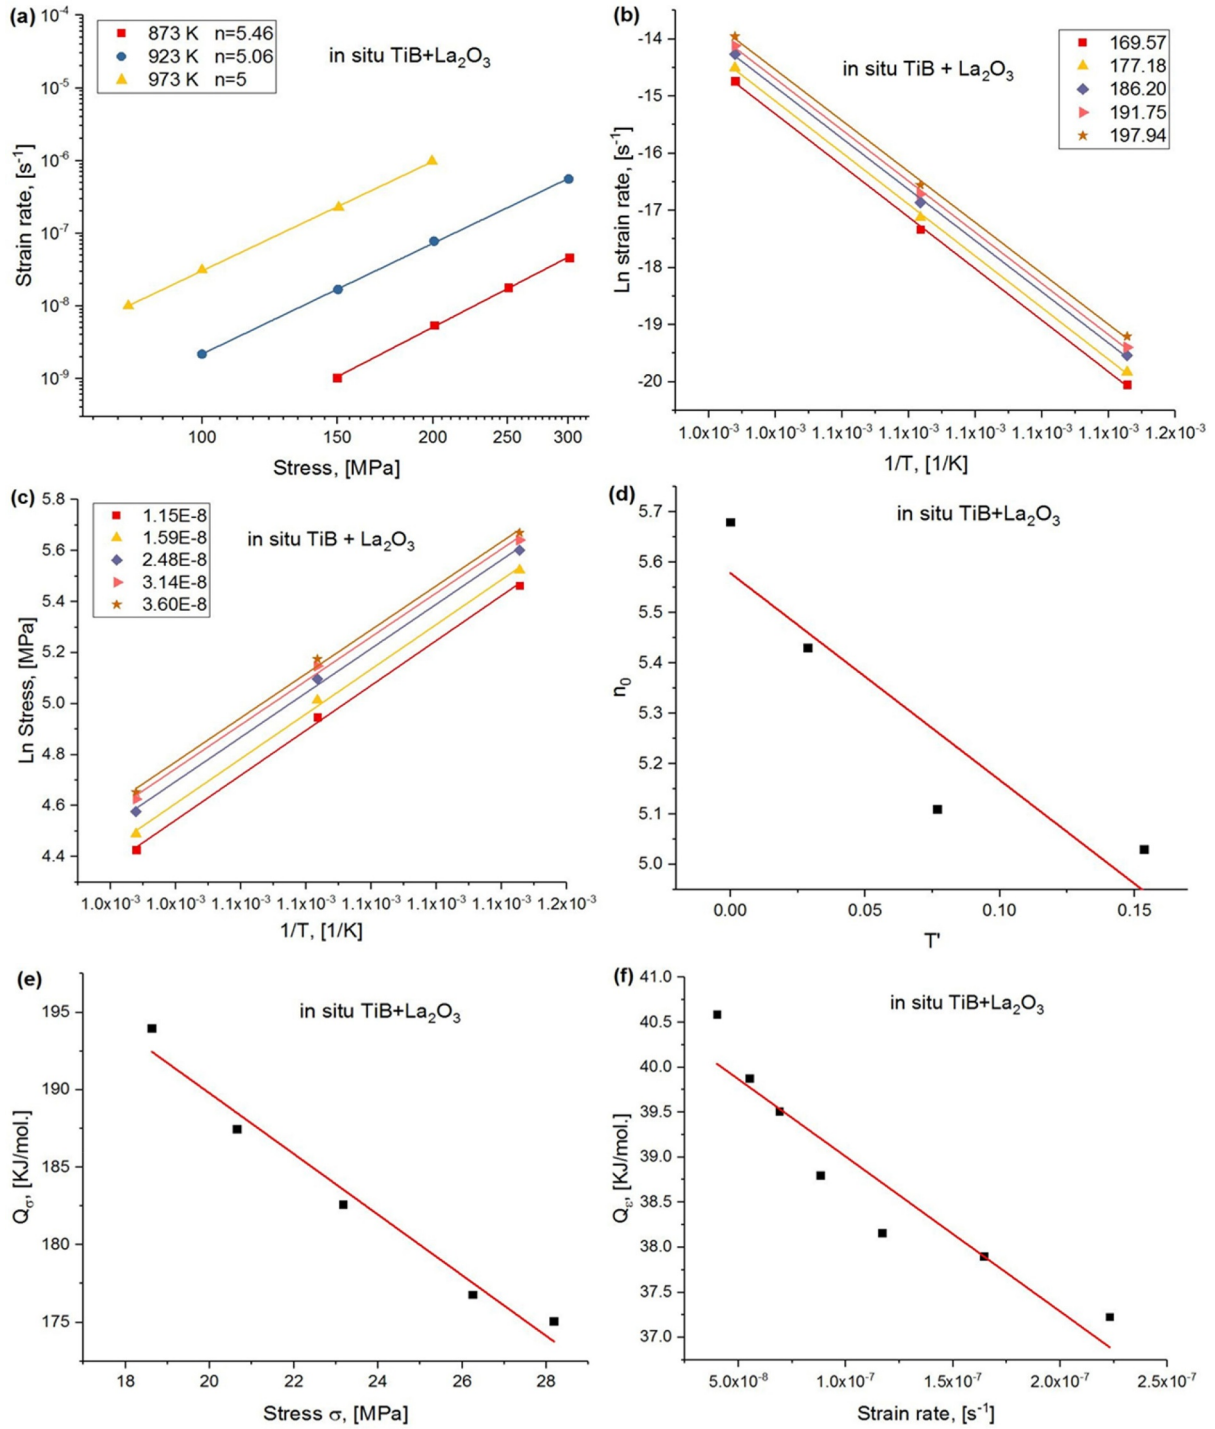 (a)
10⁻⁴
10⁻⁵
10⁻⁶
10⁻⁷
10⁻⁸
10⁻⁹
Strain rate, [s⁻¹]
873 K n=5.46
923 K n=5.06
973 K n=5
in situ TiB+La₂O₃
100 150 200 250 300
Stress, [MPa]
(b)
-14
-15
-16
-17
-18
-19
-20
Ln strain rate, [s⁻¹]
in situ TiB + La₂O₃
169.57
177.18
186.20
191.75
197.94
1.0x10⁻³ 1.0x10⁻³ 1.1x10⁻³ 1.1x10⁻³ 1.1x10⁻³ 1.1x10⁻³ 1.1x10⁻³ 1.2x10⁻³
1/T, [1/K]
(c)
5.8
5.6
5.4
5.2
5.0
4.8
4.6
4.4
Ln Stress, [MPa]
1.15E-8
1.59E-8
2.48E-8
3.14E-8
3.60E-8
in situ TiB + La₂O₃
1.0x10⁻³ 1.0x10⁻³ 1.1x10⁻³ 1.1x10⁻³ 1.1x10⁻³ 1.1x10⁻³ 1.1x10⁻³ 1.2x10⁻³
1/T, [1/K]
(d)
5.7
5.6
5.5
5.4
5.3
5.2
5.1
5.0
n₀
in situ TiB+La₂O₃
0.00 0.05 0.10 0.15
T'
(e)
195
190
185
180
175
Qσ, [KJ/mol.]
in situ TiB+La₂O₃
18 20 22 24 26 28
Stress σ, [MPa]
(f)
41.0
40.5
40.0
39.5
39.0
38.5
38.0
37.5
37.0
Qε, [KJ/mol.]
in situ TiB+La₂O₃
5.0x10⁻⁸ 1.0x10⁻⁷ 1.5x10⁻⁷ 2.0x10⁻⁷ 2.5x10⁻⁷
Strain rate, [s⁻¹]